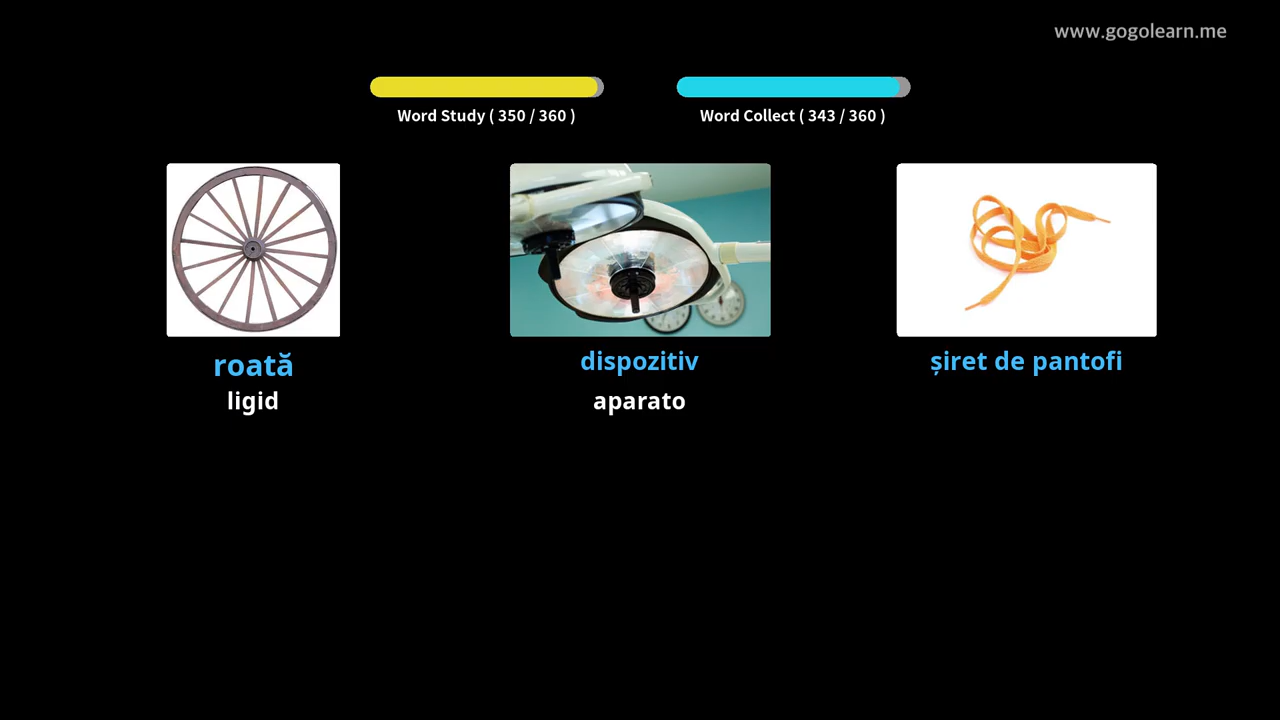 www.gogolearn.me
Word Study ( 350 / 360 )
Word Collect ( 343 / 360 )
roată
dispozitiv
șiret de pantofi
ligid
aparato